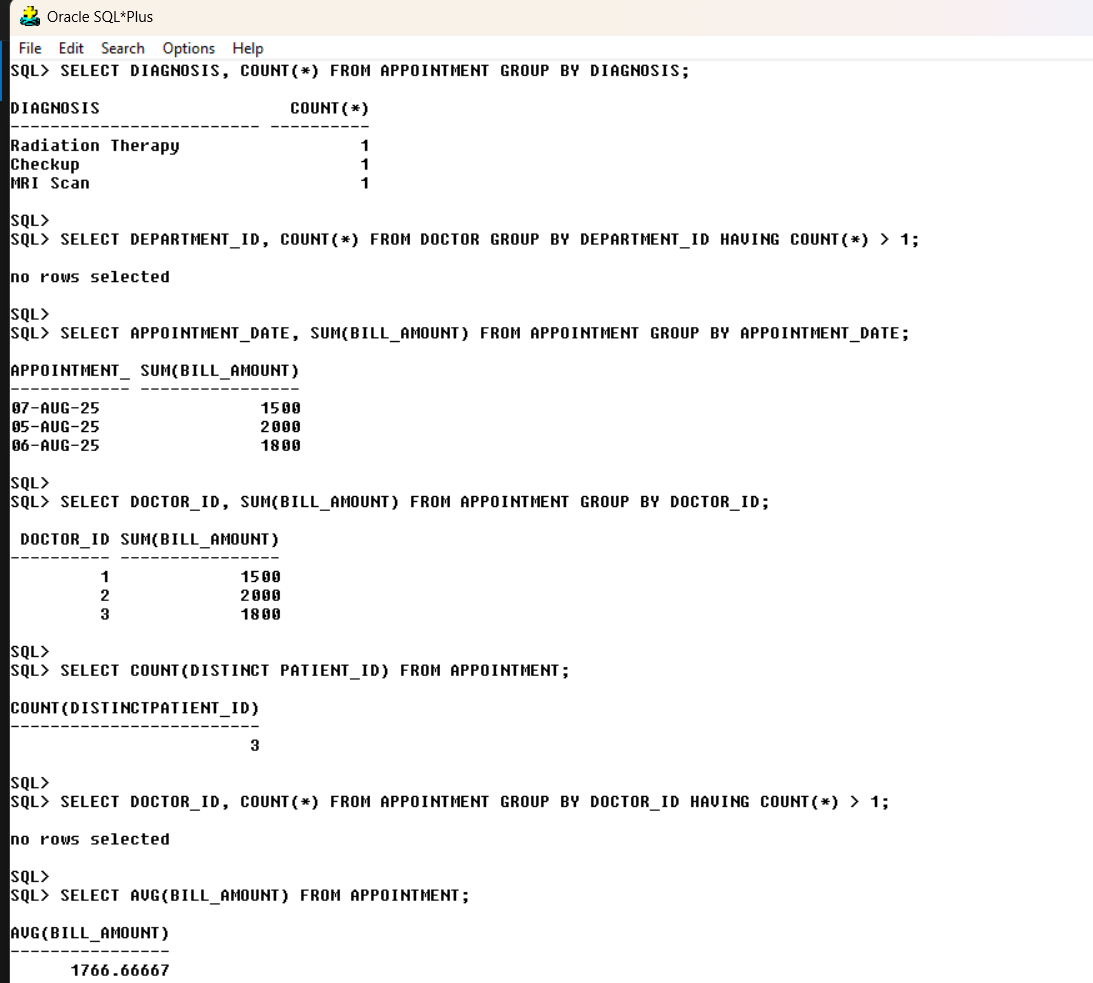 Oracle SQL*Plus
File Edit Search Options Help
SQL> SELECT DIAGNOSIS, COUNT(*) FROM APPOINTMENT GROUP BY DIAGNOSIS;
DIAGNOSIS                   COUNT(*)
------------------------- ----------
Radiation Therapy                  1
Checkup                            1
MRI Scan                           1
SQL>
SQL> SELECT DEPARTMENT_ID, COUNT(*) FROM DOCTOR GROUP BY DEPARTMENT_ID HAVING COUNT(*) > 1;
no rows selected
SQL>
SQL> SELECT APPOINTMENT_DATE, SUM(BILL_AMOUNT) FROM APPOINTMENT GROUP BY APPOINTMENT_DATE;
APPOINTMENT_ SUM(BILL_AMOUNT)
------------ ----------------
07-AUG-25                1500
05-AUG-25                2000
06-AUG-25                1800
SQL>
SQL> SELECT DOCTOR_ID, SUM(BILL_AMOUNT) FROM APPOINTMENT GROUP BY DOCTOR_ID;
 DOCTOR_ID SUM(BILL_AMOUNT)
---------- ----------------
         1             1500
         2             2000
         3             1800
SQL>
SQL> SELECT COUNT(DISTINCT PATIENT_ID) FROM APPOINTMENT;
COUNT(DISTINCTPATIENT_ID)
-------------------------
                        3
SQL>
SQL> SELECT DOCTOR_ID, COUNT(*) FROM APPOINTMENT GROUP BY DOCTOR_ID HAVING COUNT(*) > 1;
no rows selected
SQL>
SQL> SELECT AVG(BILL_AMOUNT) FROM APPOINTMENT;
AVG(BILL_AMOUNT)
----------------
      1766.66667